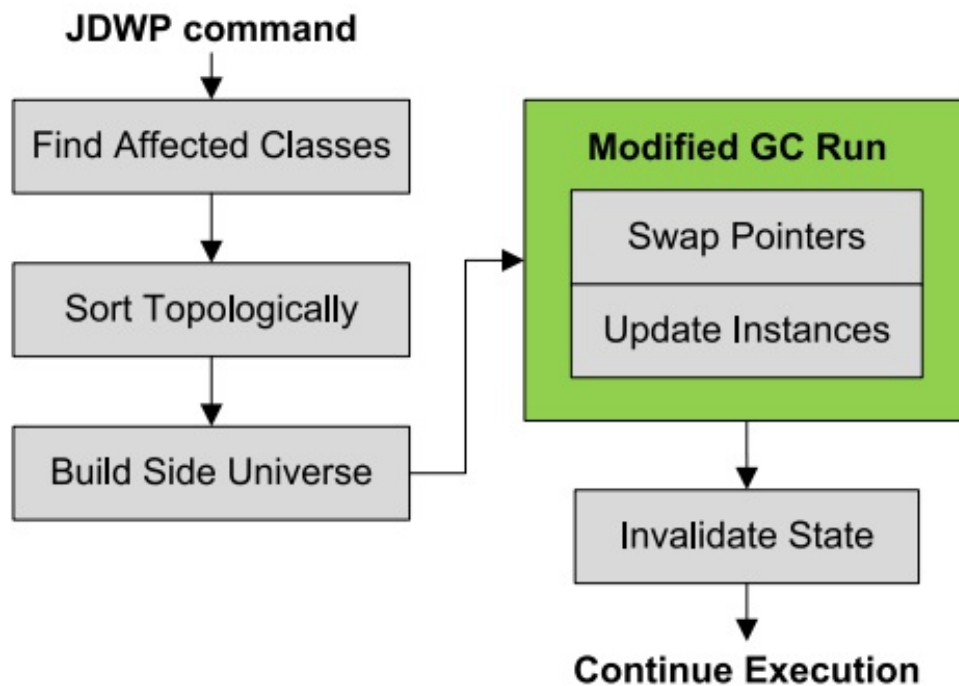 JDWP command
Find Affected Classes
Sort Topologically
Build Side Universe
Modified GC Run
Swap Pointers
Update Instances
Invalidate State
Continue Execution